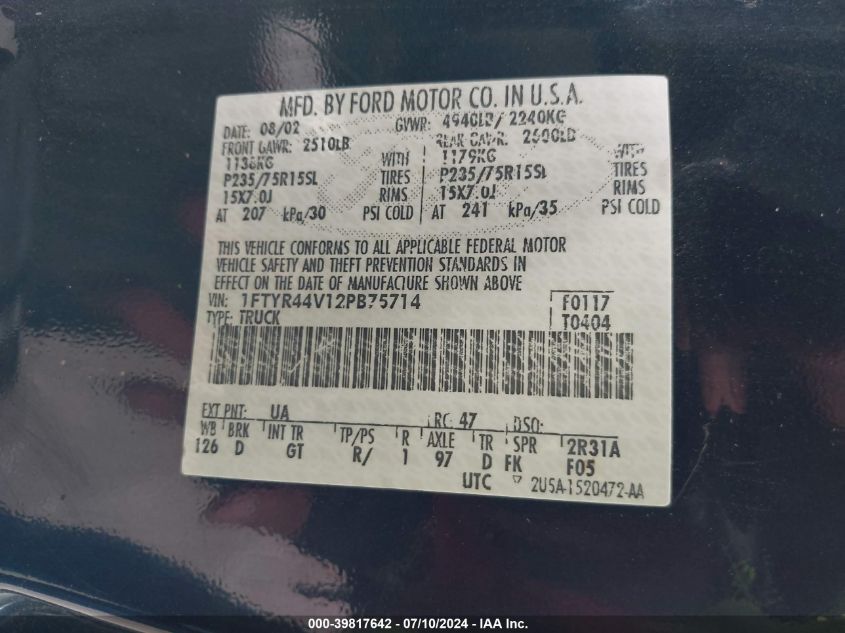 MFD. BY FORD MOTOR CO. IN U.S.A.
DATE: 08/02 GVWR: 4940LB/ 2240KG
FRONT GAWR: 2510LB REAR GAWR: 2600LB
1138KG WITH 1179KG WITH
P235/75R15SL TIRES P235/75R15SL TIRES
15X7.0J RIMS 15X7.0J RIMS
AT 207 kPa/30 PSI COLD AT 241 kPa/35 PSI COLD
THIS VEHICLE CONFORMS TO ALL APPLICABLE FEDERAL MOTOR
VEHICLE SAFETY AND THEFT PREVENTION STANDARDS IN
EFFECT ON THE DATE OF MANUFACTURE SHOWN ABOVE
VIN: 1FTYR44V12PB75714 F0117
TYPE: TRUCK T0404
EXT PNT: UA RC: 47 DSO:
WB BRK INT TR TP/PS R AXLE TR SPR 2R31A
126 D GT R/ 1 97 D FK F05
UTC ▽ 2U5A-1520472-AA
000-39817642 - 07/10/2024 - IAA Inc.